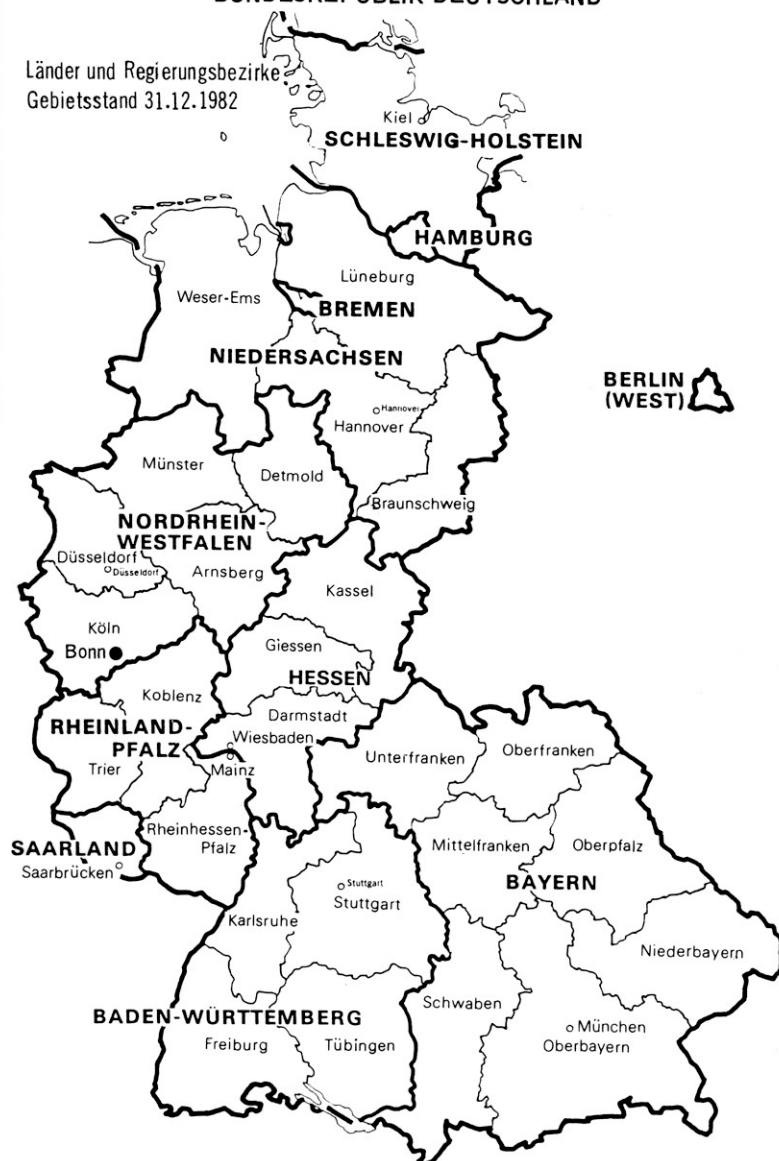 BUNDESREPUBLIK DEUTSCHLAND
Länder und Regierungsbezirke
Gebietsstand 31.12.1982
Kiel
SCHLESWIG-HOLSTEIN
HAMBURG
Lüneburg
Weser-Ems
BREMEN
NIEDERSACHSEN
BERLIN
(WEST)
Hannover
Hannover
Münster
Detmold
Braunschweig
NORDRHEIN-
WESTFALEN
Düsseldorf
Düsseldorf
Arnsberg
Kassel
Köln
Bonn
Giessen
HESSEN
Koblenz
Darmstadt
RHEINLAND-
PFALZ
Wiesbaden
Trier
Mainz
Unterfranken
Oberfranken
Rheinhessen-
Pfalz
SAARLAND
Saarbrücken
Mittelfranken
Oberpfalz
BAYERN
Stuttgart
Stuttgart
Karlsruhe
Niederbayern
Schwaben
BADEN-WÜRTTEMBERG
Freiburg
Tübingen
München
Oberbayern